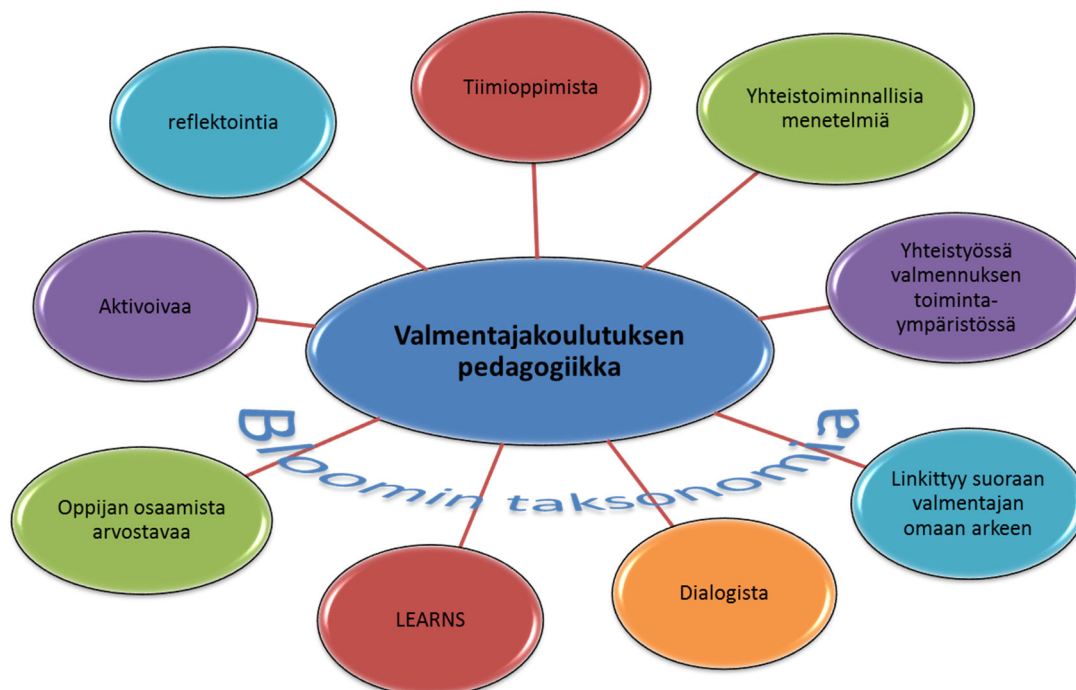 Tiimioppimista
reflektointia
Yhteistoiminnallisia
menetelmiä
Aktivoivaa
Yhteistyössä
valmennuksen
toiminta-
ympäristössä
Valmentajakoulutuksen
pedagogiikka
Bloomin taksonomia
Oppijan osaamista
arvostavaa
Linkittyy suoraan
valmentajan
omaan arkeen
LEARNS
Dialogista